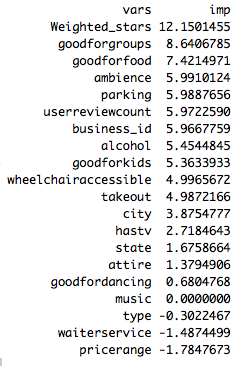 vars imp
Weighted_stars 12.1501455
goodforgroups 8.6406785
goodforfood 7.4214971
ambience 5.9910124
parking 5.9887656
userreviewcount 5.9722590
business_id 5.9667759
alcohol 5.4544845
goodforkids 5.3633933
wheelchairaccessible 4.9965672
takeout 4.9872166
city 3.8754777
hastv 2.7184643
state 1.6758664
attire 1.3794906
goodfordancing 0.6804768
music 0.0000000
type -0.3022467
waiterservice -1.4874499
pricerange -1.7847673